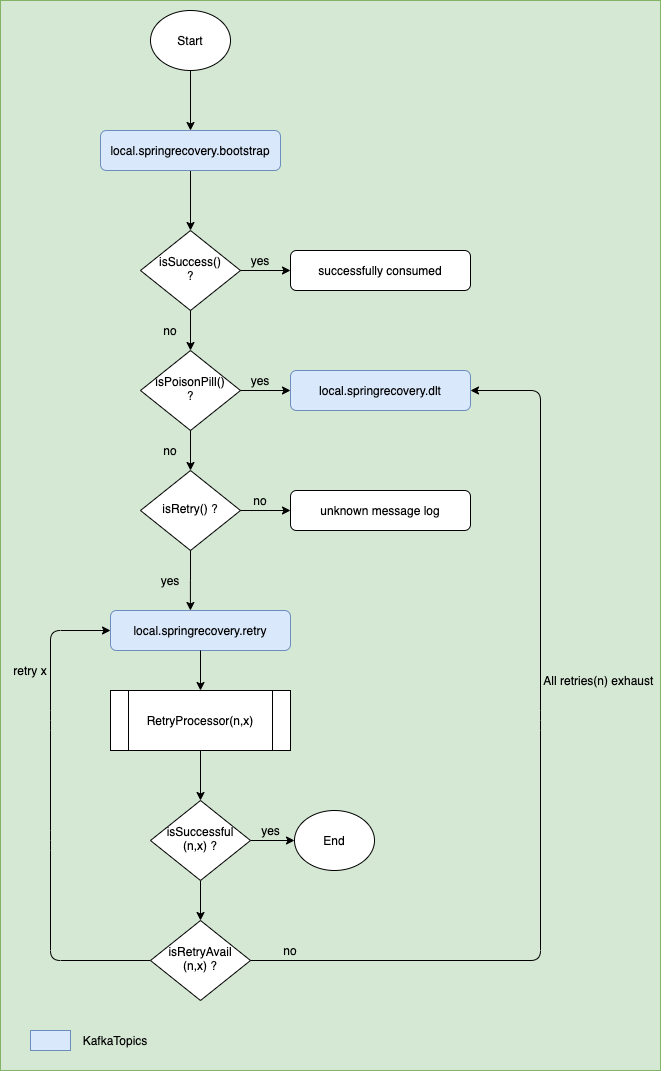 Start
local.springrecovery.bootstrap
isSuccess()
?
yes
successfully consumed
no
isPoisonPill()
?
yes
local.springrecovery.dlt
no
isRetry() ?
no
unknown message log
yes
local.springrecovery.retry
retry x
All retries(n) exhaust
RetryProcessor(n,x)
isSuccessful
(n,x) ?
yes
End
isRetryAvail
(n,x) ?
no
KafkaTopics